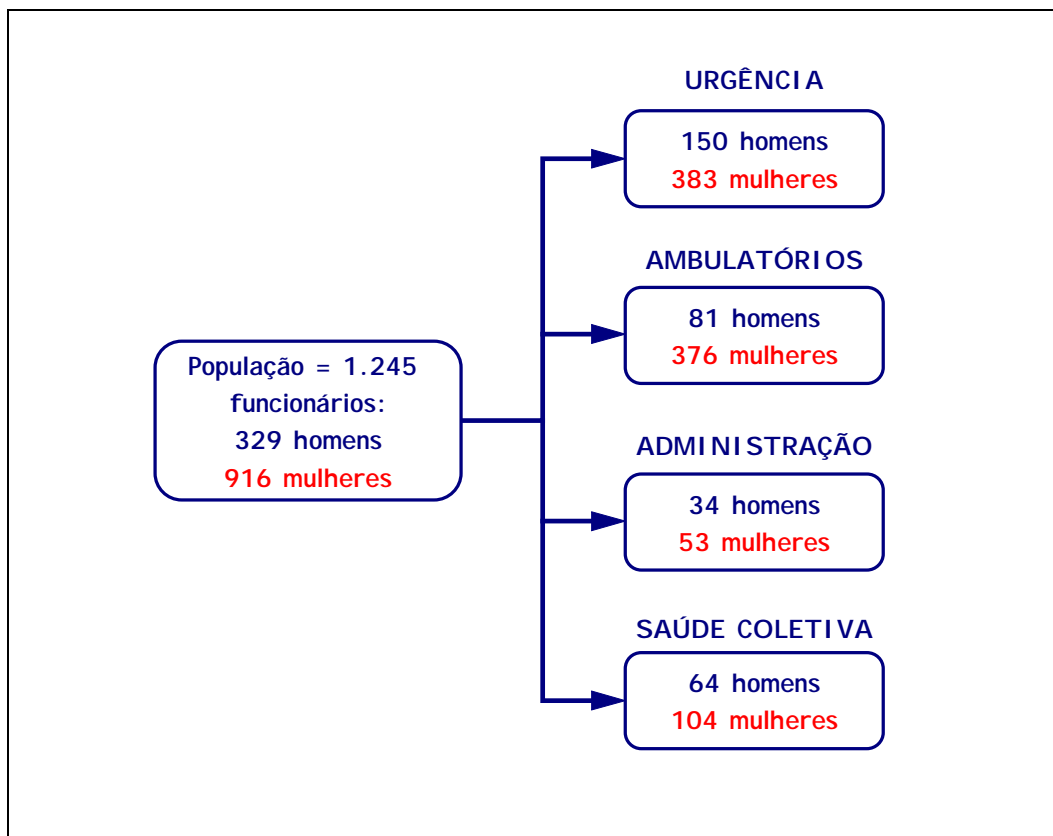 População = 1.245
funcionários:
329 homens
916 mulheres
URGÊNCIA
150 homens
383 mulheres
AMBULATÓRIOS
81 homens
376 mulheres
ADMINISTRAÇÃO
34 homens
53 mulheres
SAÚDE COLETIVA
64 homens
104 mulheres